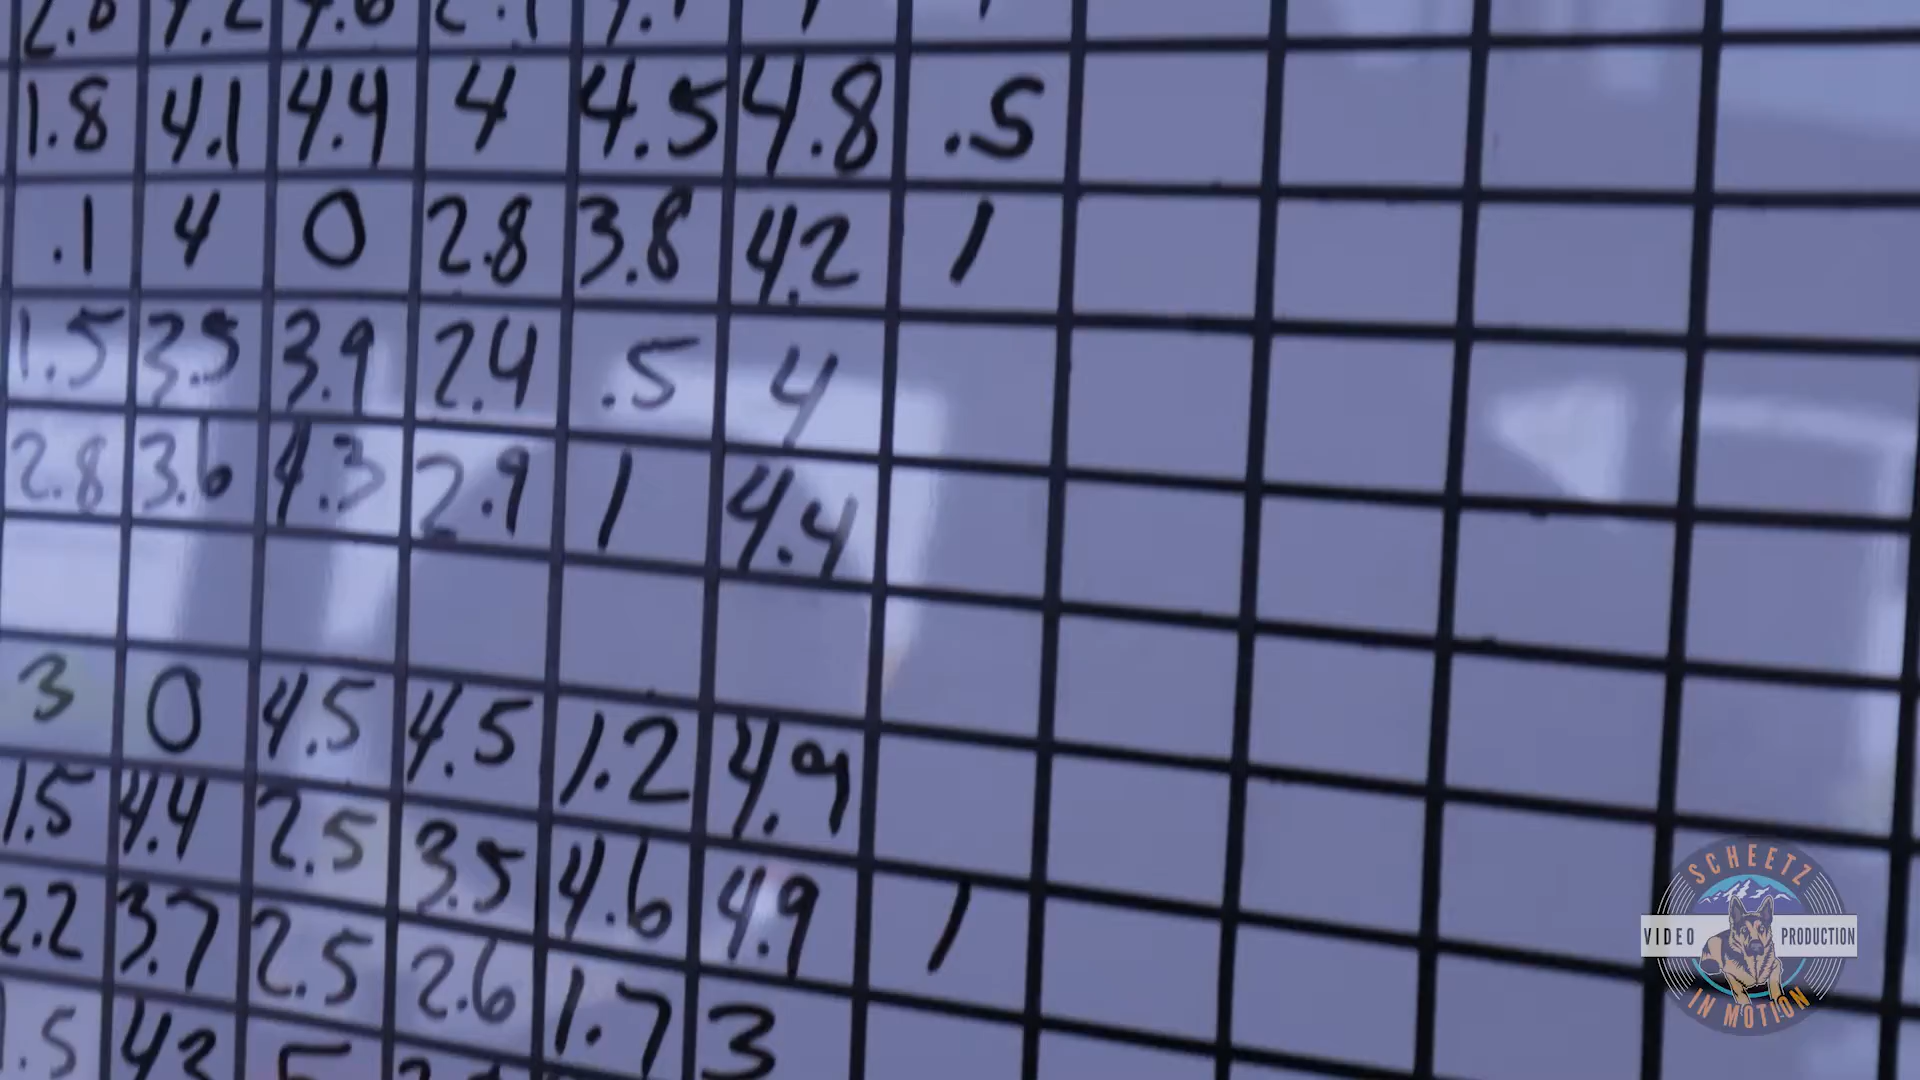 1.8 4.1 4.4 4 4.5 4.8 .5
.1 4 0 2.8 3.8 4.2 1
1.5 3.5 3.9 2.4 .5 4
2.8 3.6 4.3 2.9 1 4.4
3 0 4.5 4.5 1.2 4.9
1.5 4.4 2.5 3.5 4.6 4.9 1
2.2 3.7 2.5 2.6 1.7 3
SCHEETZ
VIDEO PRODUCTION
IN MOTION